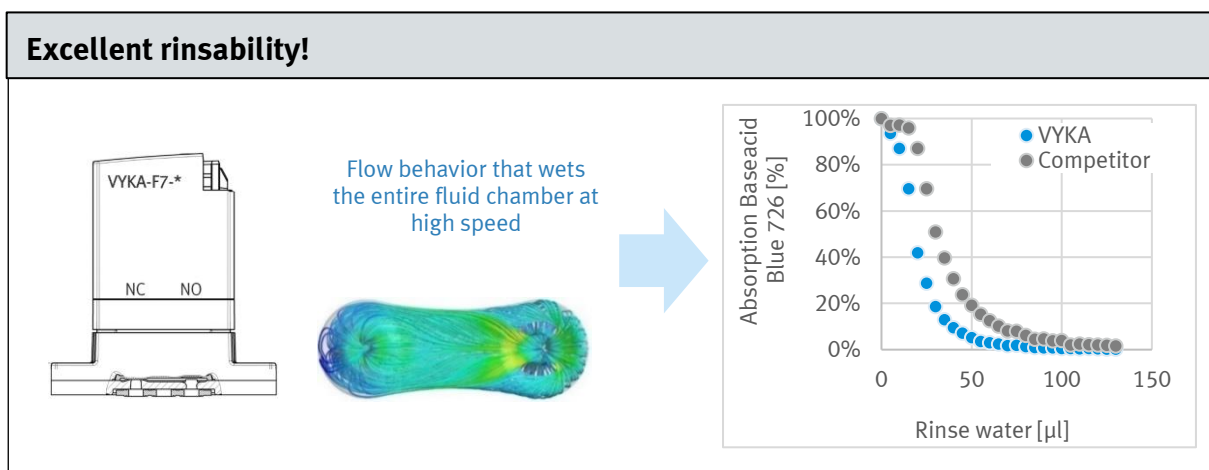 Excellent rinsability!
VYKA-F7-*
NC NO
Flow behavior that wets
the entire fluid chamber at
high speed
Absorption Baseacid
Blue 726 [%]
100%
80%
60%
40%
20%
0%
VYKA
Competitor
0 50 100 150
Rinse water [µl]